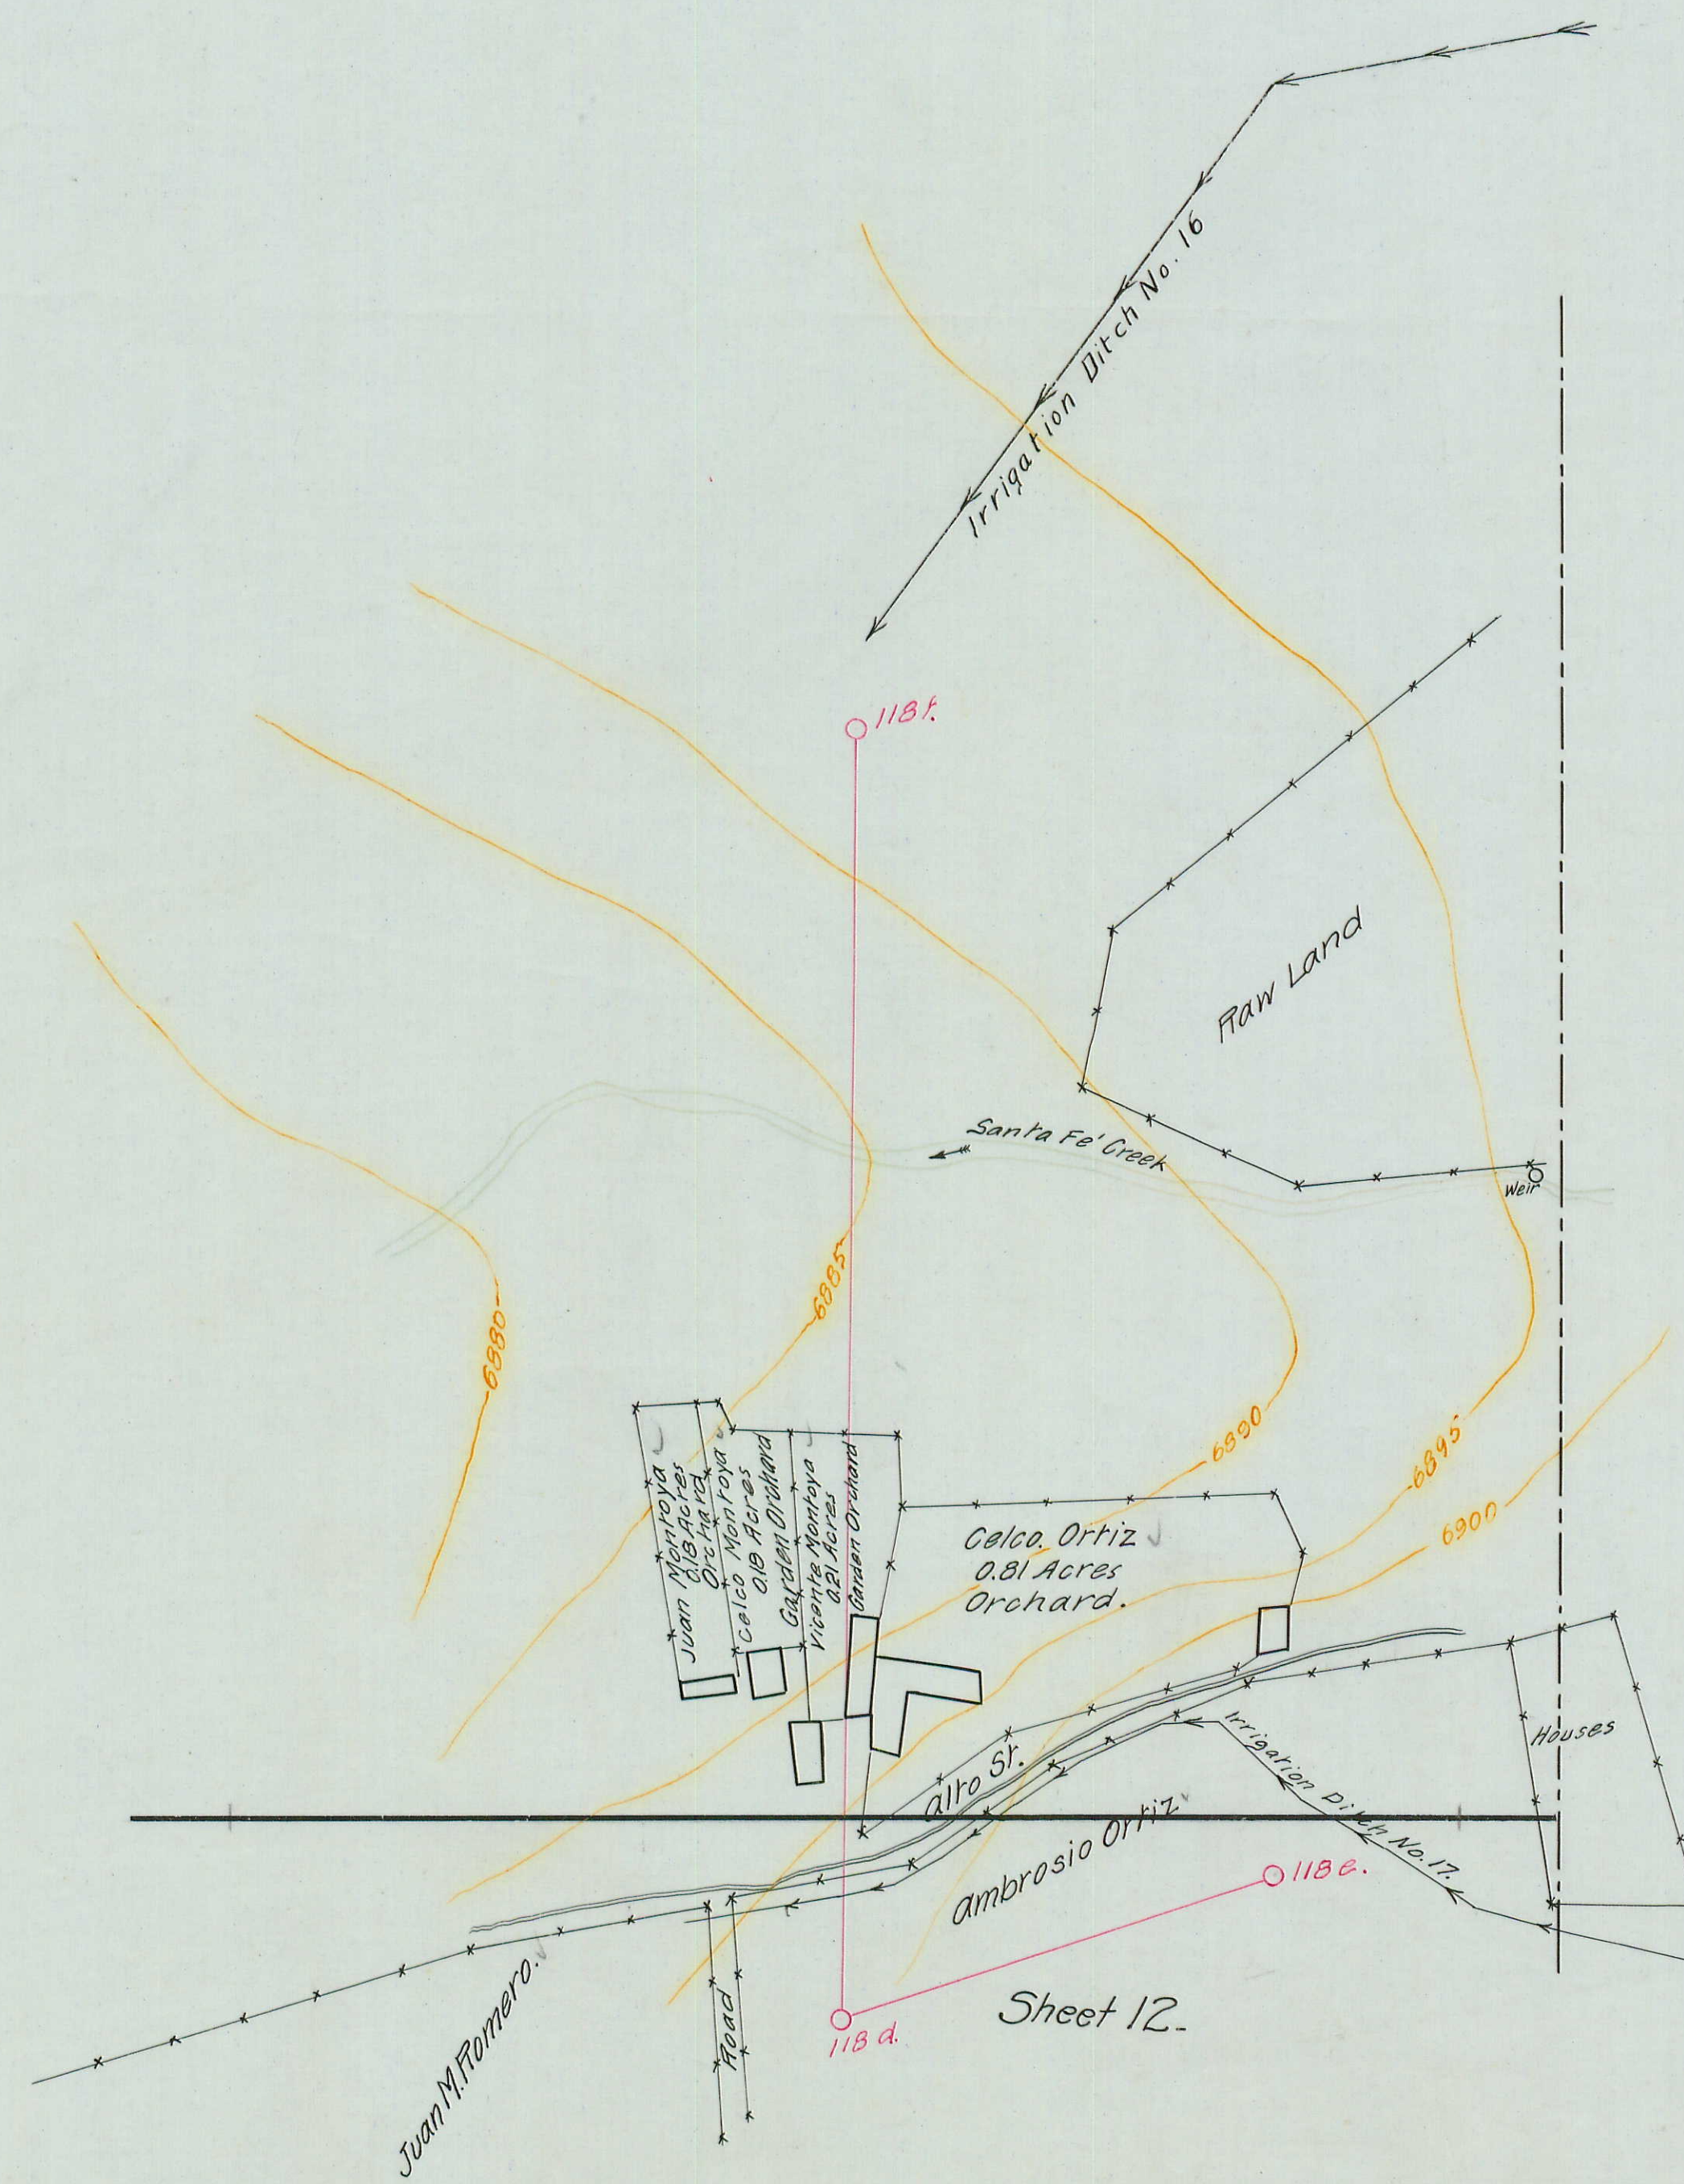 Irrigation Ditch No. 16
118f.
Raw Land
Santa Fe' Creek
Weir
6885
6880
6890
6895
6900
Juan Montoya
0.18 Acres
Orchard
Celco Montoya
0.18 Acres
Garden Orchard
Vicente Montoya
0.21 Acres
Garden Orchard
Celco. Ortiz
0.81 Acres
Orchard.
Houses
Irrigation Ditch No. 17.
Alto St.
Ambrosio Ortiz
118e.
Juan M. Romero.
Road
118 d.
Sheet 12-